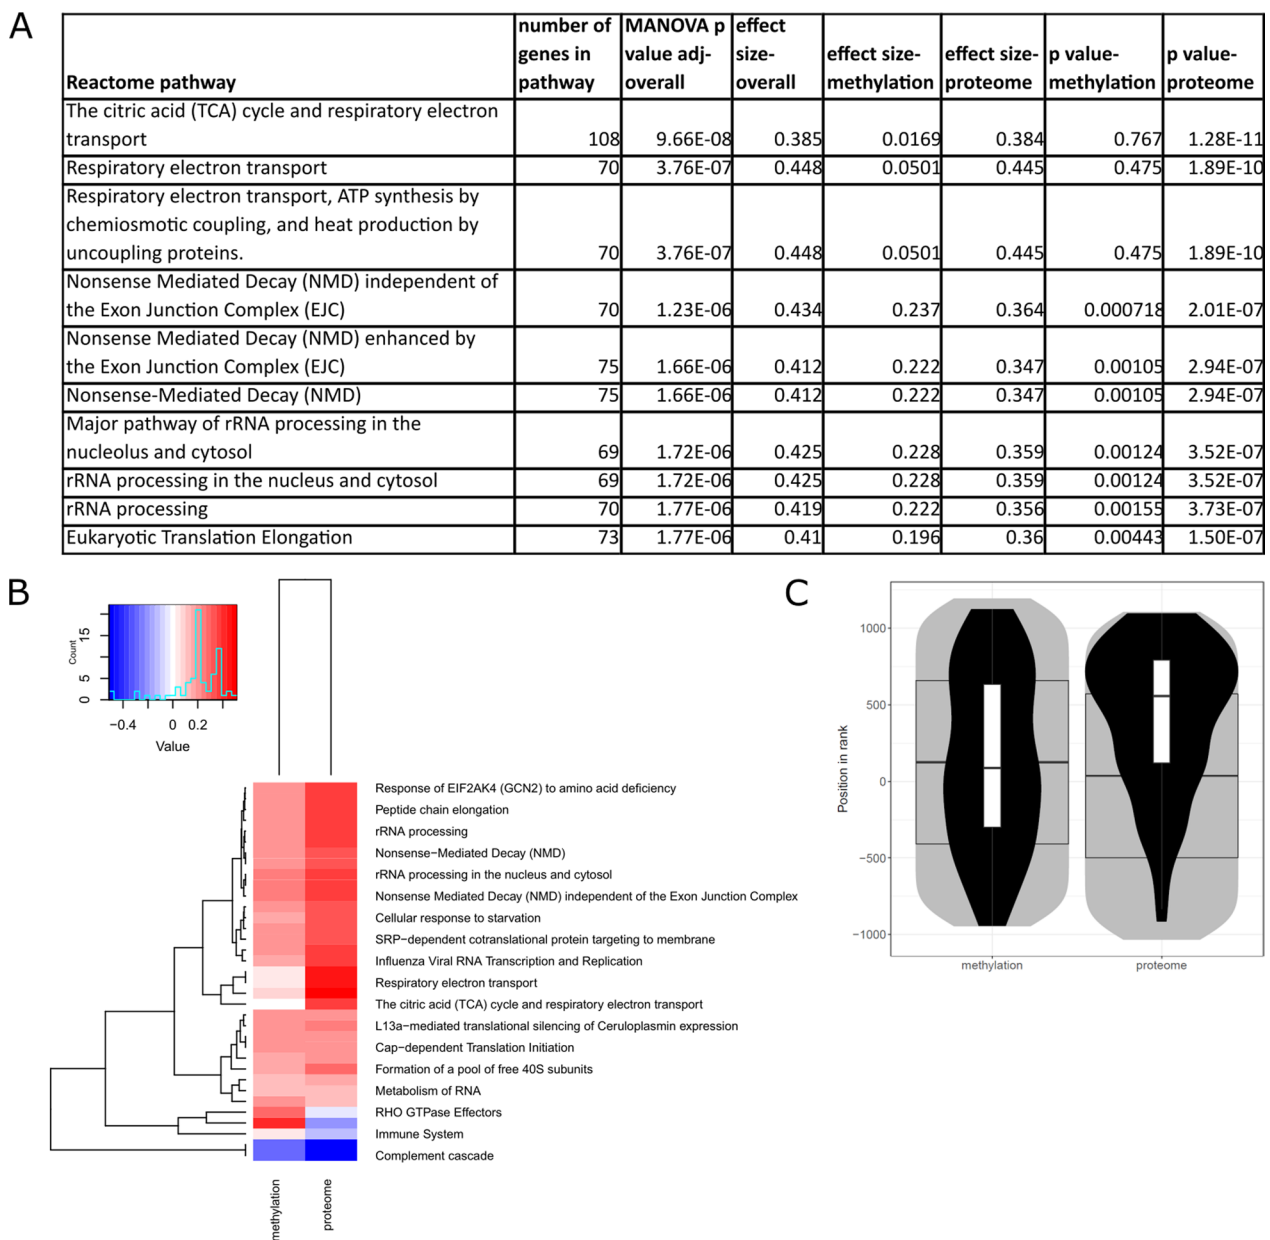 A
Reactome pathway
number of genes in pathway
MANOVA p value adj-overall
effect size-overall
effect size-methylation
effect size-proteome
p value-methylation
p value-proteome
The citric acid (TCA) cycle and respiratory electron
transport 108 9.66E-08 0.385 0.0169 0.384 0.767 1.28E-11
Respiratory electron transport 70 3.76E-07 0.448 0.0501 0.445 0.475 1.89E-10
Respiratory electron transport, ATP synthesis by
chemiosmotic coupling, and heat production by
uncoupling proteins. 70 3.76E-07 0.448 0.0501 0.445 0.475 1.89E-10
Nonsense Mediated Decay (NMD) independent of
the Exon Junction Complex (EJC) 70 1.23E-06 0.434 0.237 0.364 0.000718 2.01E-07
Nonsense Mediated Decay (NMD) enhanced by
the Exon Junction Complex (EJC) 75 1.66E-06 0.412 0.222 0.347 0.00105 2.94E-07
Nonsense-Mediated Decay (NMD) 75 1.66E-06 0.412 0.222 0.347 0.00105 2.94E-07
Major pathway of rRNA processing in the
nucleolus and cytosol 69 1.72E-06 0.425 0.228 0.359 0.00124 3.52E-07
rRNA processing in the nucleus and cytosol 69 1.72E-06 0.425 0.228 0.359 0.00124 3.52E-07
rRNA processing 70 1.77E-06 0.419 0.222 0.356 0.00155 3.73E-07
Eukaryotic Translation Elongation 73 1.77E-06 0.41 0.196 0.36 0.00443 1.50E-07
B
Count
15
5
0
−0.4 0 0.2
Value
Response of EIF2AK4 (GCN2) to amino acid deficiency
Peptide chain elongation
rRNA processing
Nonsense−Mediated Decay (NMD)
rRNA processing in the nucleus and cytosol
Nonsense Mediated Decay (NMD) independent of the Exon Junction Complex
Cellular response to starvation
SRP−dependent cotranslational protein targeting to membrane
Influenza Viral RNA Transcription and Replication
Respiratory electron transport
The citric acid (TCA) cycle and respiratory electron transport
L13a−mediated translational silencing of Ceruloplasmin expression
Cap−dependent Translation Initiation
Formation of a pool of free 40S subunits
Metabolism of RNA
RHO GTPase Effectors
Immune System
Complement cascade
methylation
proteome
C
Position in rank
1000
500
0
−500
−1000
methylation proteome